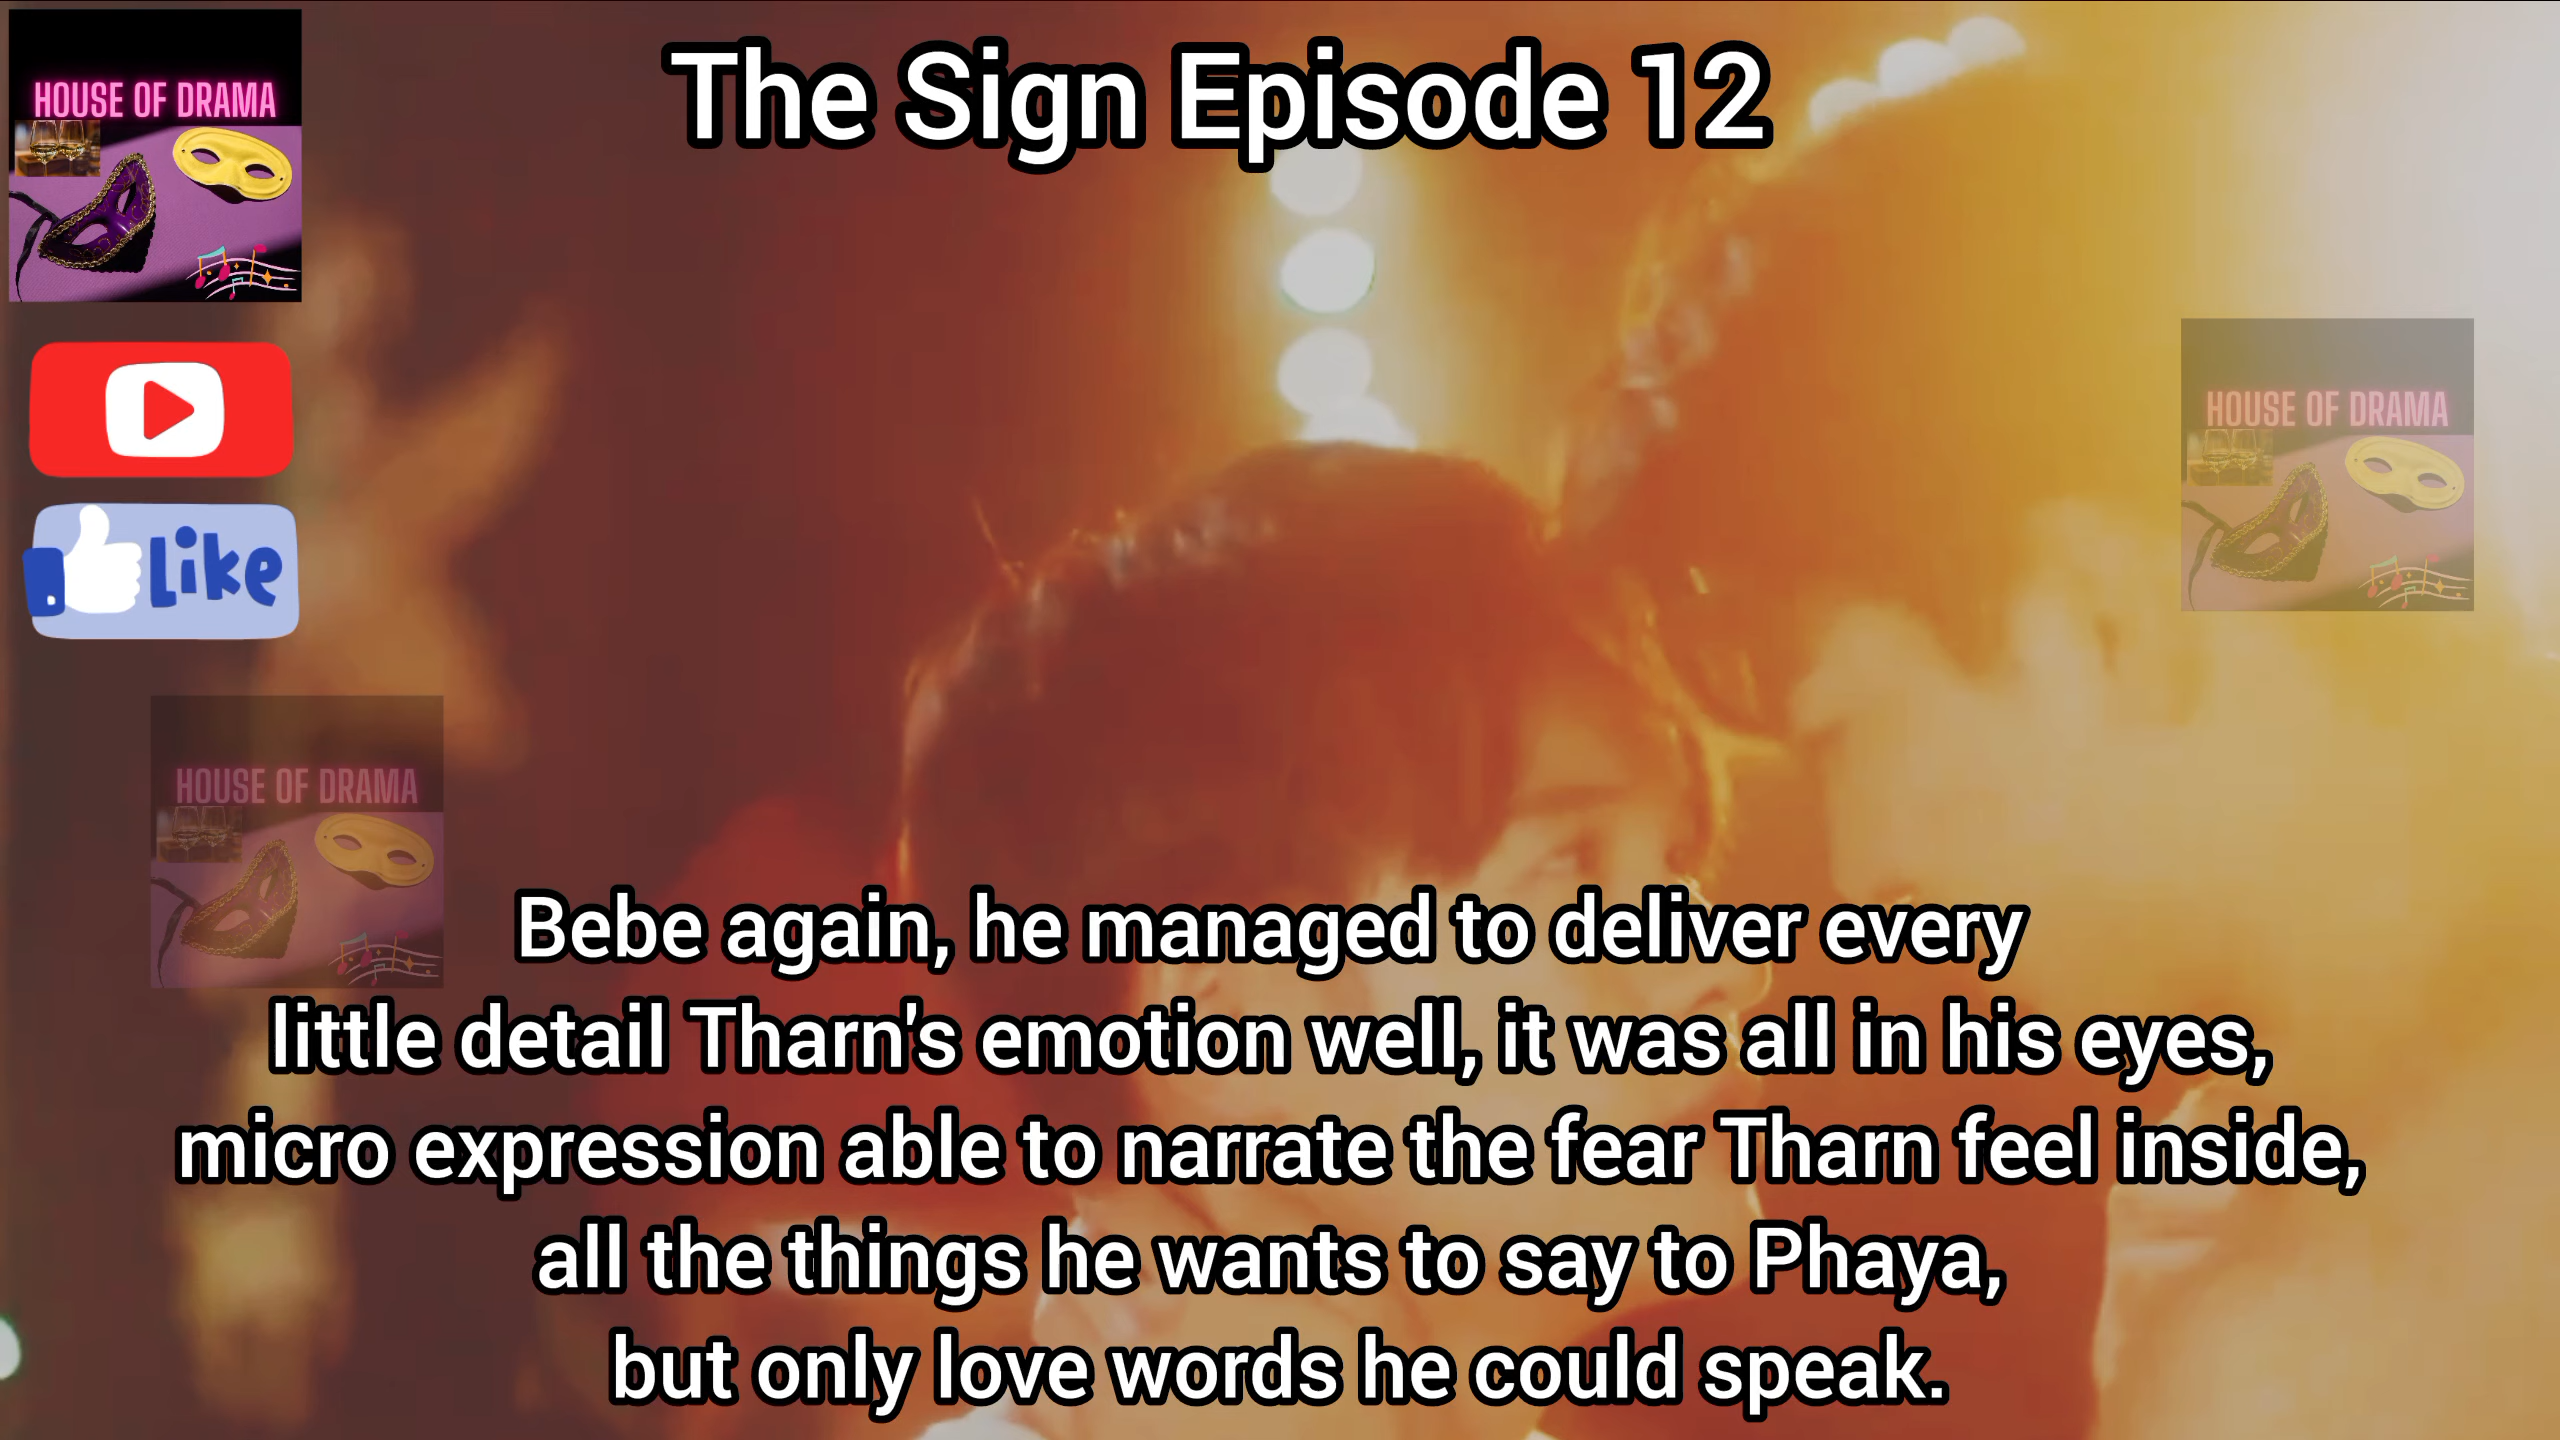 The Sign Episode 12
HOUSE OF DRAMA
Like
HOUSE OF DRAMA
HOUSE OF DRAMA
Bebe again, he managed to deliver every
little detail Tharn's emotion well, it was all in his eyes,
micro expression able to narrate the fear Tharn feel inside,
all the things he wants to say to Phaya,
but only love words he could speak.